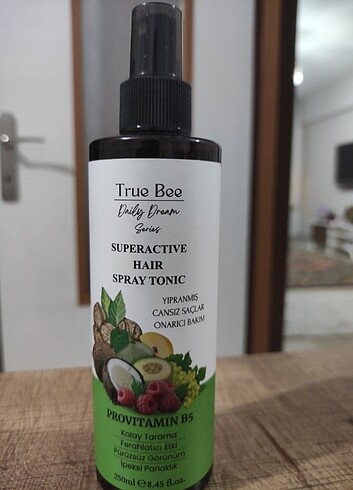 True Bee
Daily Dream
Series
SUPERACTIVE
HAIR
SPRAY TONIC
YIPRANMIŞ
CANSIZ SAÇLAR
ONARICI BAKIM
PROVITAMIN B5
Kolay Tarama
Ferahlatıcı Etki
Pürüzsüz Görünüm
İpeksi Parlaklık
250ml ℮ 8.45 fl.oz.